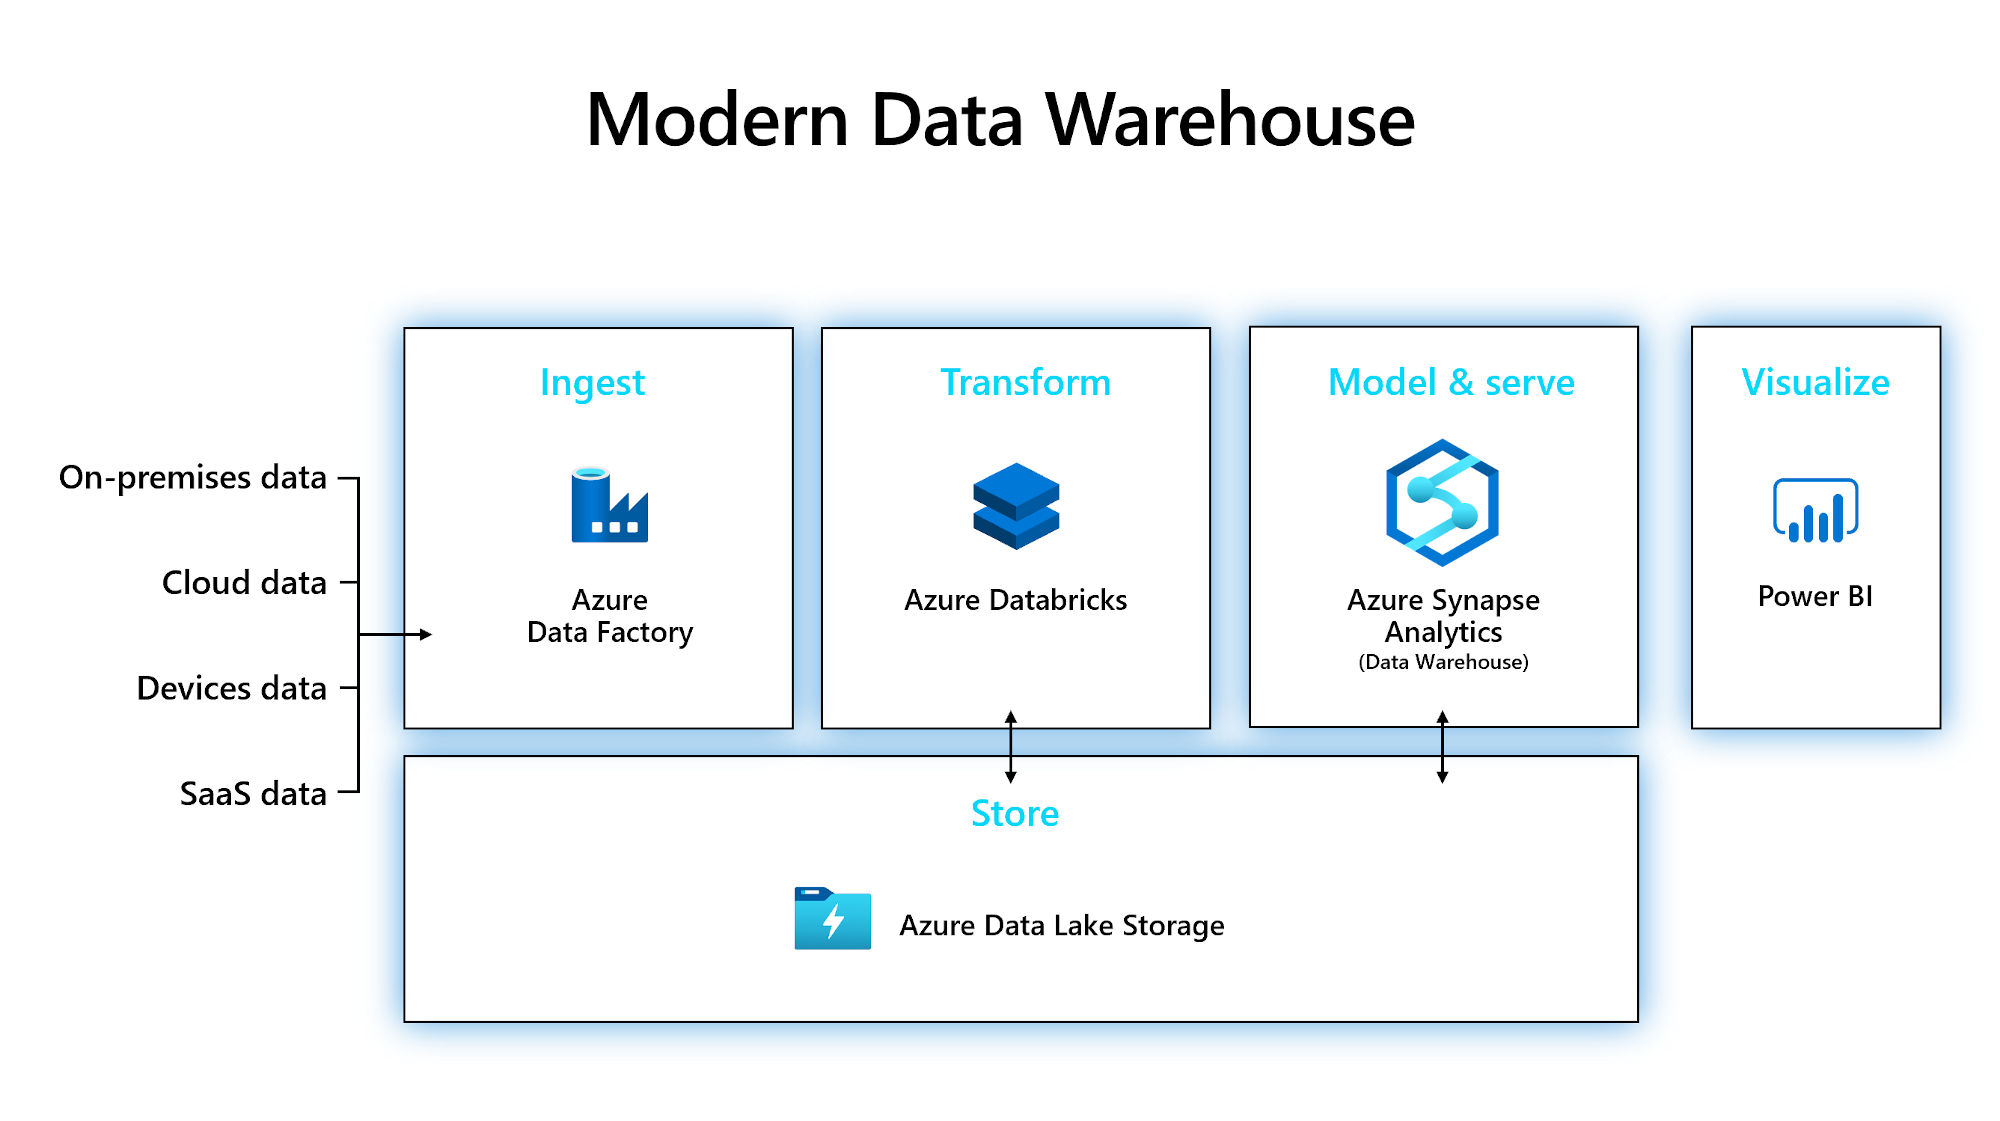 Modern Data Warehouse
On-premises data
Cloud data
Devices data
SaaS data
Ingest
Azure
Data Factory
Transform
Azure Databricks
Model & serve
Azure Synapse
Analytics
(Data Warehouse)
Visualize
Power BI
Store
Azure Data Lake Storage